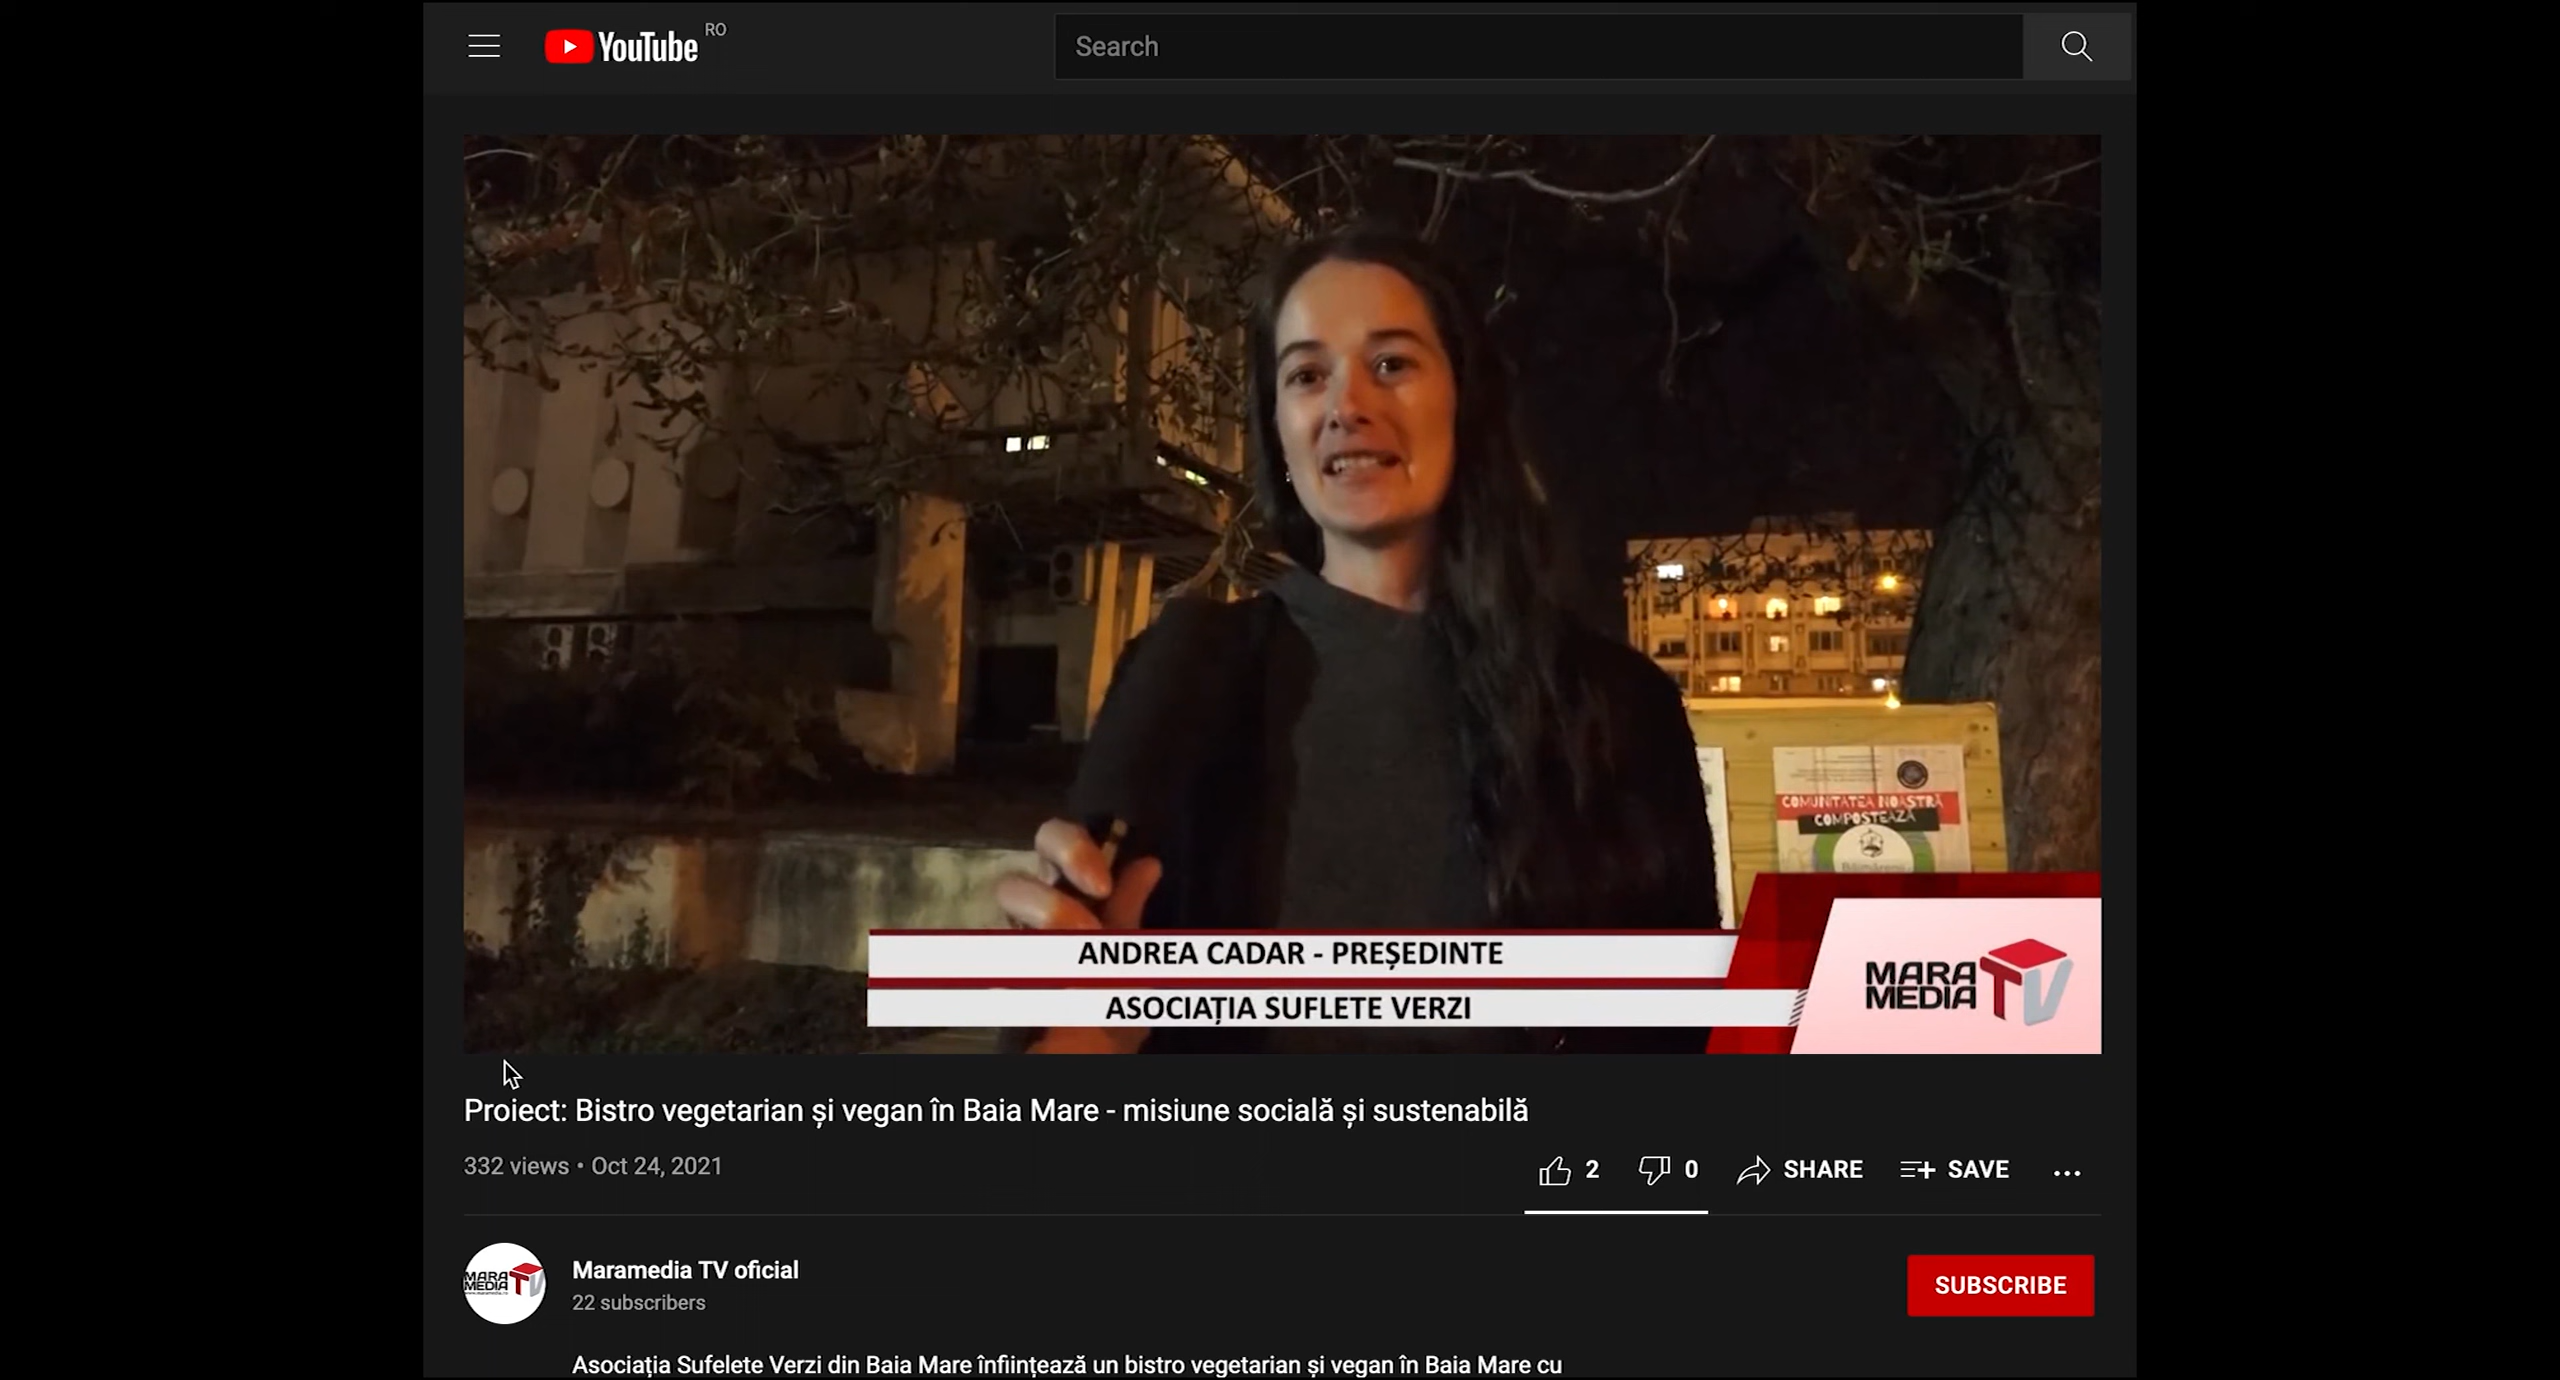 YouTube RO
Search
COMUNITATEA NOASTRĂ
COMPOSTEAZĂ
ANDREA CADAR - PREȘEDINTE
ASOCIAȚIA SUFLETE VERZI
MARA
MEDIA TV
Proiect: Bistro vegetarian și vegan în Baia Mare - misiune socială și sustenabilă
332 views • Oct 24, 2021
2 0 SHARE SAVE
MARA
MEDIA TV
Maramedia TV oficial
22 subscribers
SUBSCRIBE
Asociația Sufelete Verzi din Baia Mare înființează un bistro vegetarian și vegan în Baia Mare cu